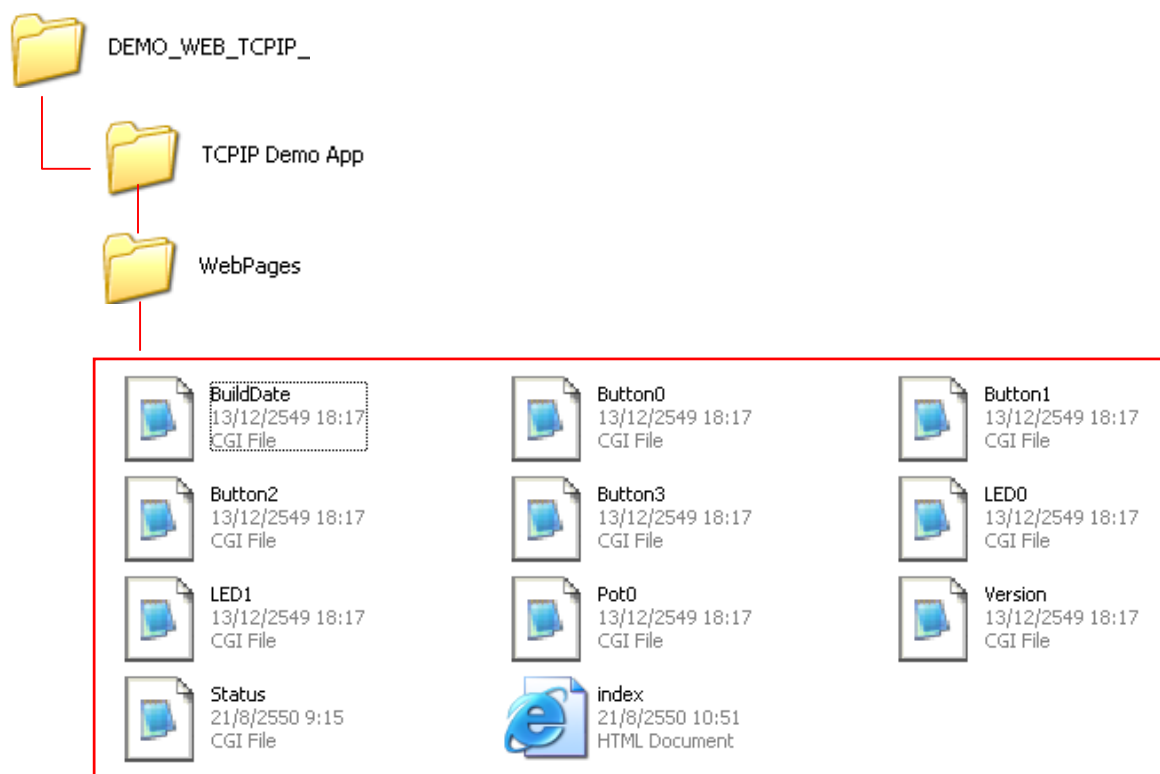 DEMO_WEB_TCPIP_
TCPIP Demo App
WebPages
BuildDate
13/12/2549 18:17
CGI File
Button0
13/12/2549 18:17
CGI File
Button1
13/12/2549 18:17
CGI File
Button2
13/12/2549 18:17
CGI File
Button3
13/12/2549 18:17
CGI File
LED0
13/12/2549 18:17
CGI File
LED1
13/12/2549 18:17
CGI File
Pot0
13/12/2549 18:17
CGI File
Version
13/12/2549 18:17
CGI File
Status
21/8/2550 9:15
CGI File
index
21/8/2550 10:51
HTML Document